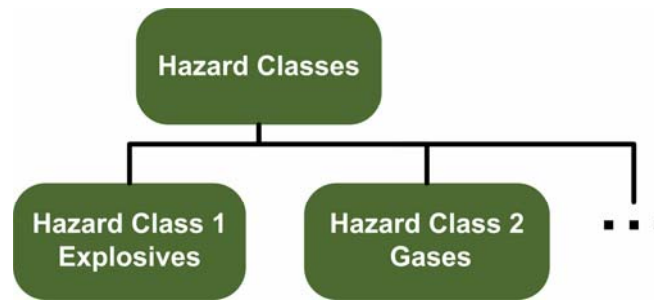 Hazard Classes
Hazard Class 1
Explosives
Hazard Class 2
Gases